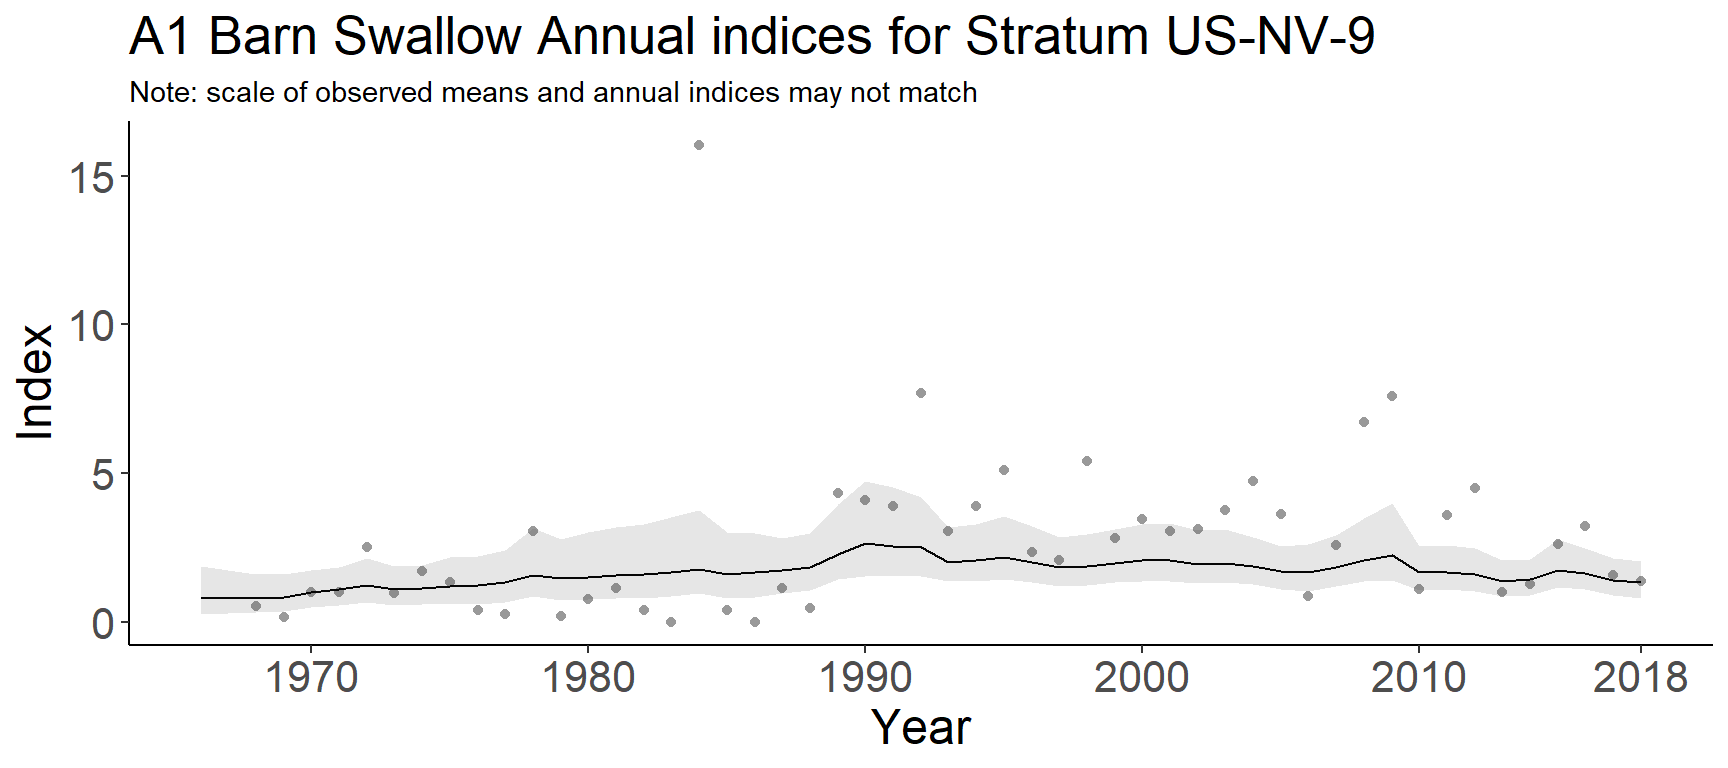 A1 Barn Swallow Annual indices for Stratum US-NV-9
Note: scale of observed means and annual indices may not match
15
10
5
0
Index
1970 1980 1990 2000 2010 2018
Year